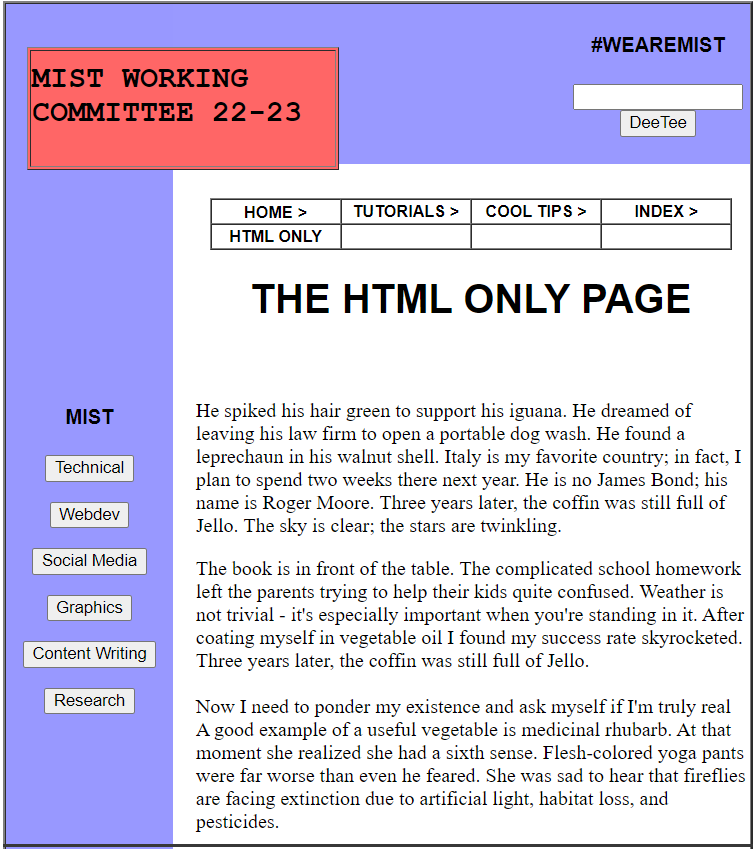 #WEAREMIST
MIST WORKING
COMMITTEE 22-23
DeeTee
HOME > TUTORIALS > COOL TIPS > INDEX >
HTML ONLY
THE HTML ONLY PAGE
MIST
Technical
Webdev
Social Media
Graphics
Content Writing
Research
He spiked his hair green to support his iguana. He dreamed of
leaving his law firm to open a portable dog wash. He found a
leprechaun in his walnut shell. Italy is my favorite country; in fact, I
plan to spend two weeks there next year. He is no James Bond; his
name is Roger Moore. Three years later, the coffin was still full of
Jello. The sky is clear; the stars are twinkling.
The book is in front of the table. The complicated school homework
left the parents trying to help their kids quite confused. Weather is
not trivial - it's especially important when you're standing in it. After
coating myself in vegetable oil I found my success rate skyrocketed.
Three years later, the coffin was still full of Jello.
Now I need to ponder my existence and ask myself if I'm truly real
A good example of a useful vegetable is medicinal rhubarb. At that
moment she realized she had a sixth sense. Flesh-colored yoga pants
were far worse than even he feared. She was sad to hear that fireflies
are facing extinction due to artificial light, habitat loss, and
pesticides.